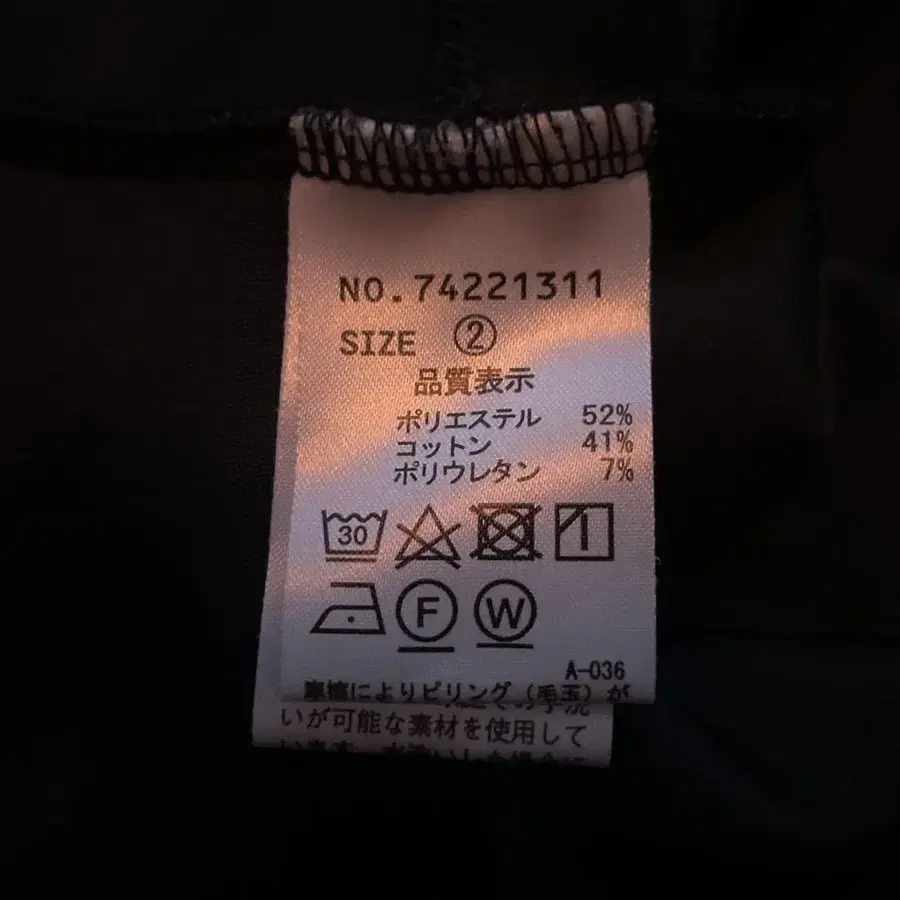 NO.74221311
SIZE ②
品質表示
ポリエステル 52%
コットン 41%
ポリウレタン 7%
30
F W
A-036
摩擦によりピリング(毛玉)が
いが可能な素材を使用して